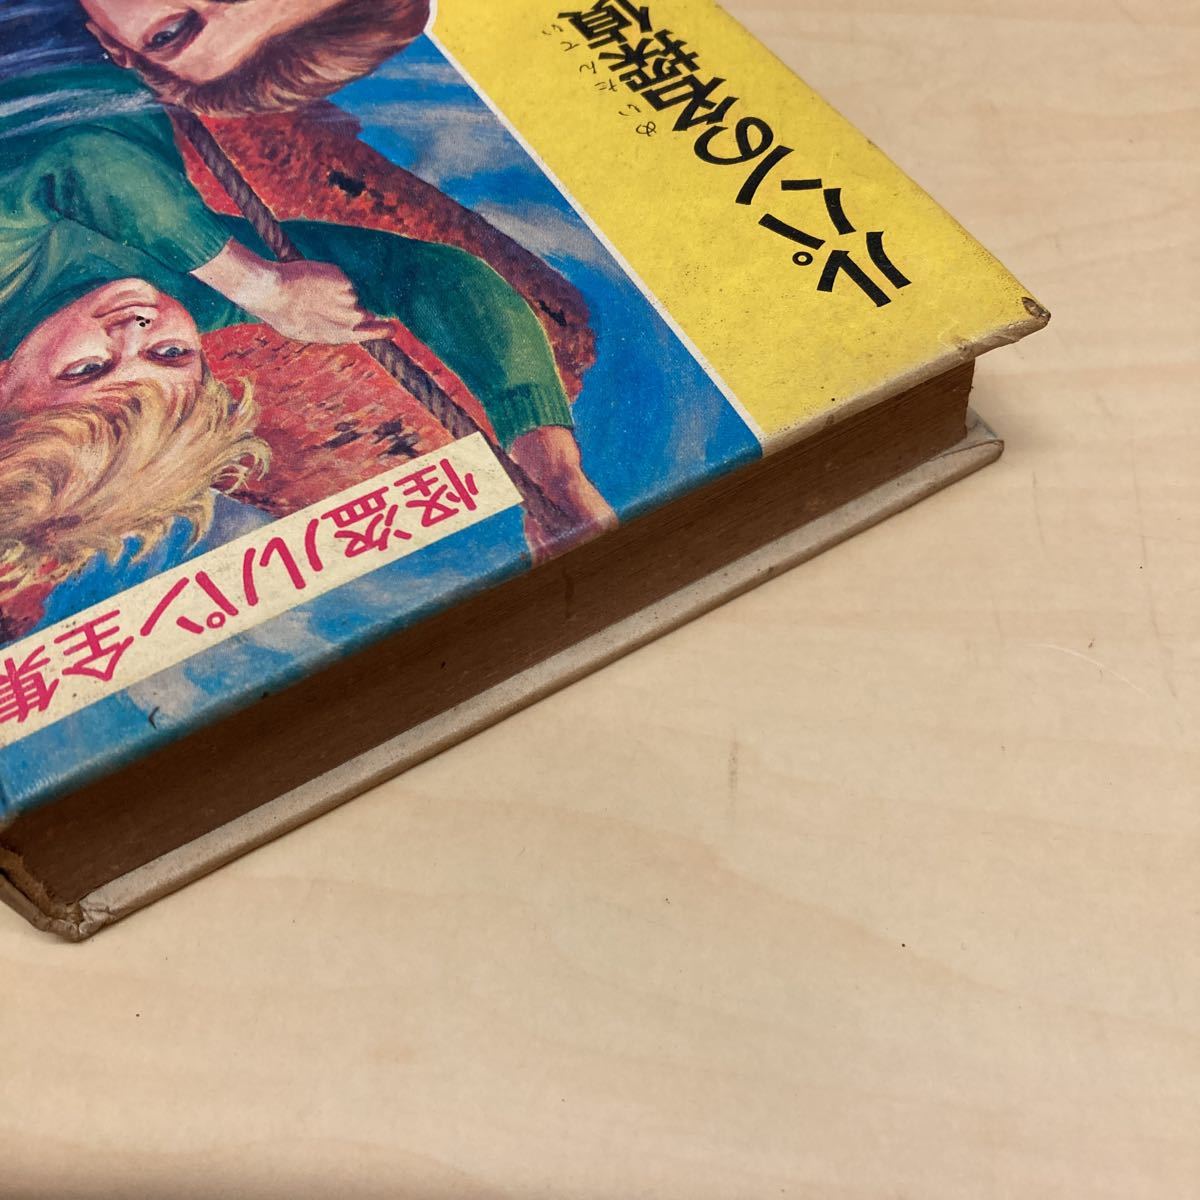 ルパンの名探偵
めいたんてい
怪盗ルパン全集